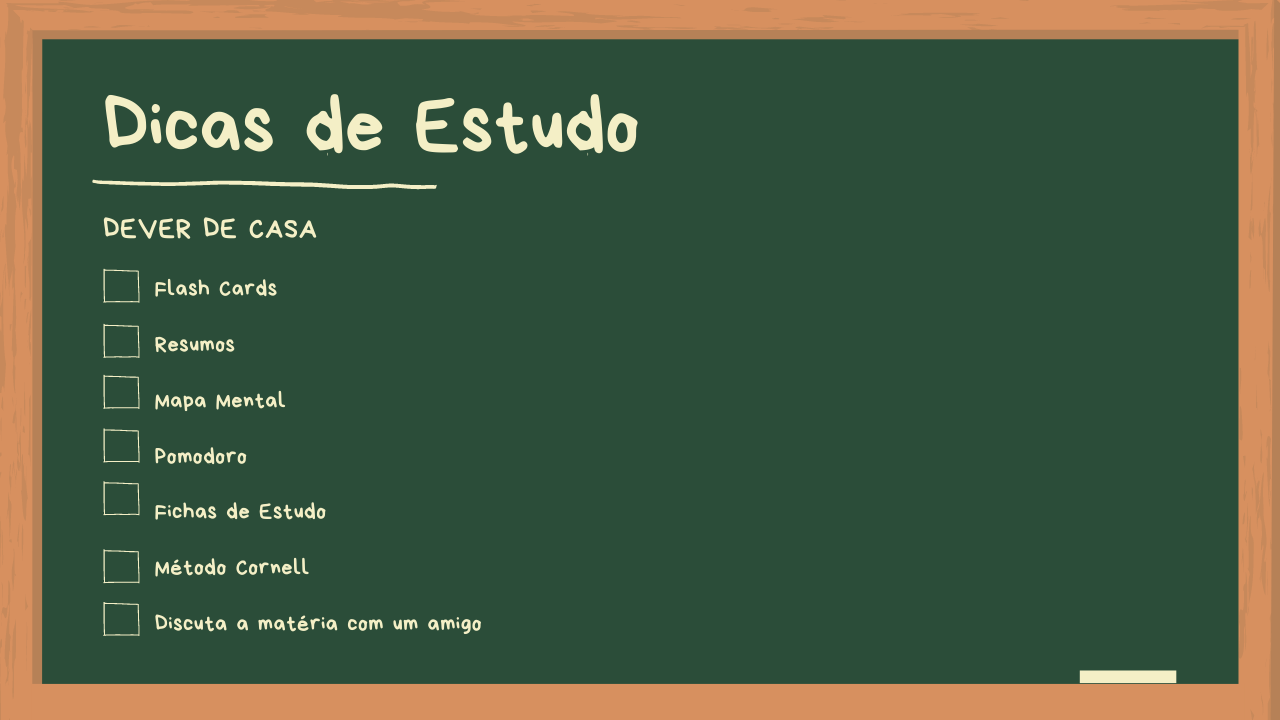 Dicas de Estudo
DEVER DE CASA
Flash Cards
Resumos
Mapa Mental
Pomodoro
Fichas de Estudo
Método Cornell
Discuta a matéria com um amigo